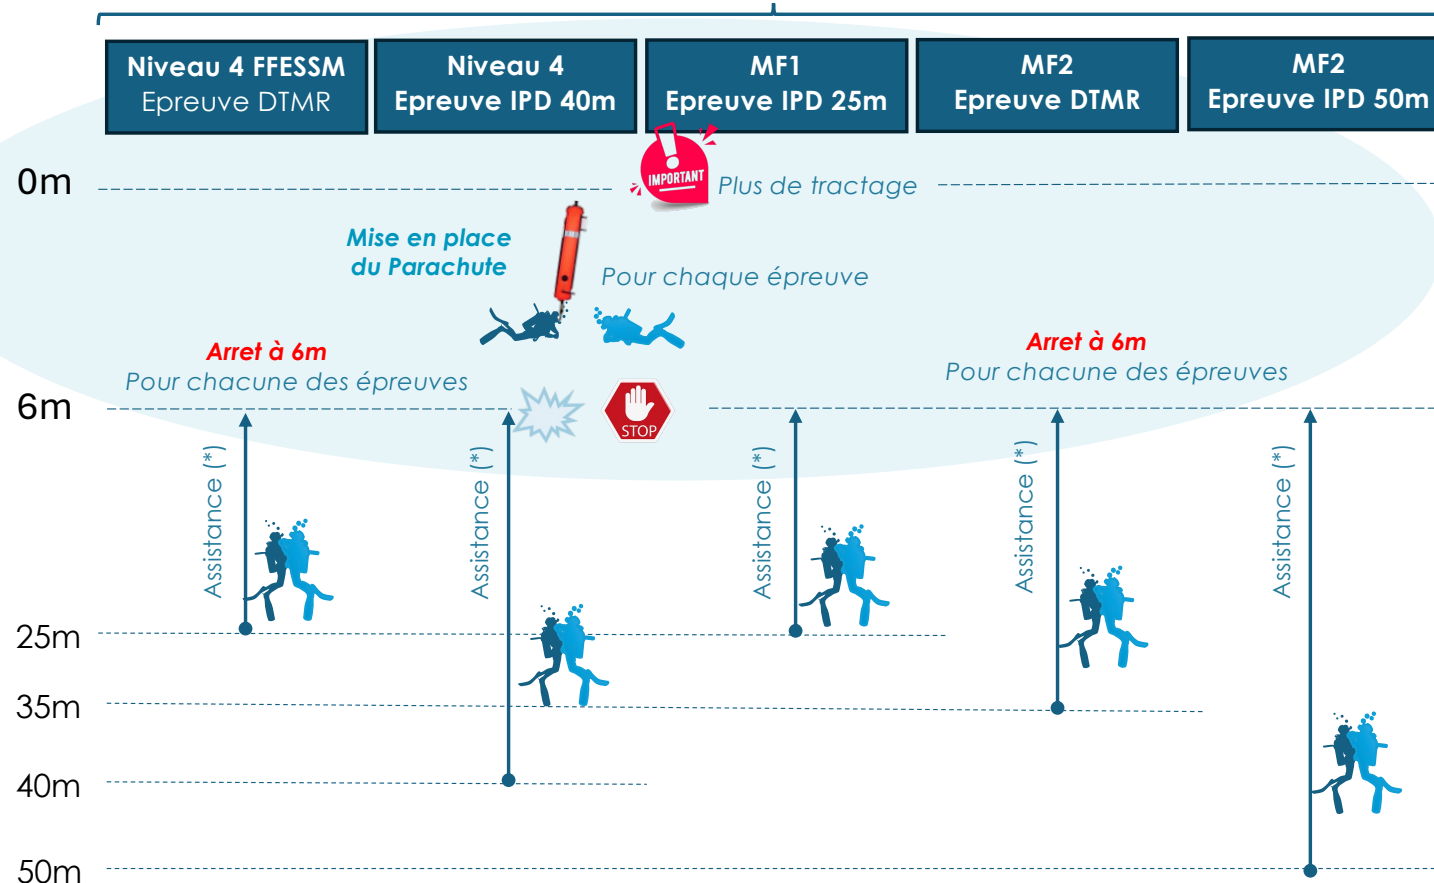 Niveau 4 FFESSM
Epreuve DTMR
Niveau 4
Epreuve IPD 40m
MF1
Epreuve IPD 25m
MF2
Epreuve DTMR
MF2
Epreuve IPD 50m
0m
IMPORTANT
Plus de tractage
Mise en place
du Parachute
Pour chaque épreuve
Arret à 6m
Pour chacune des épreuves
Arret à 6m
Pour chacune des épreuves
6m
STOP
Assistance (*)
Assistance (*)
Assistance (*)
Assistance (*)
Assistance (*)
25m
35m
40m
50m